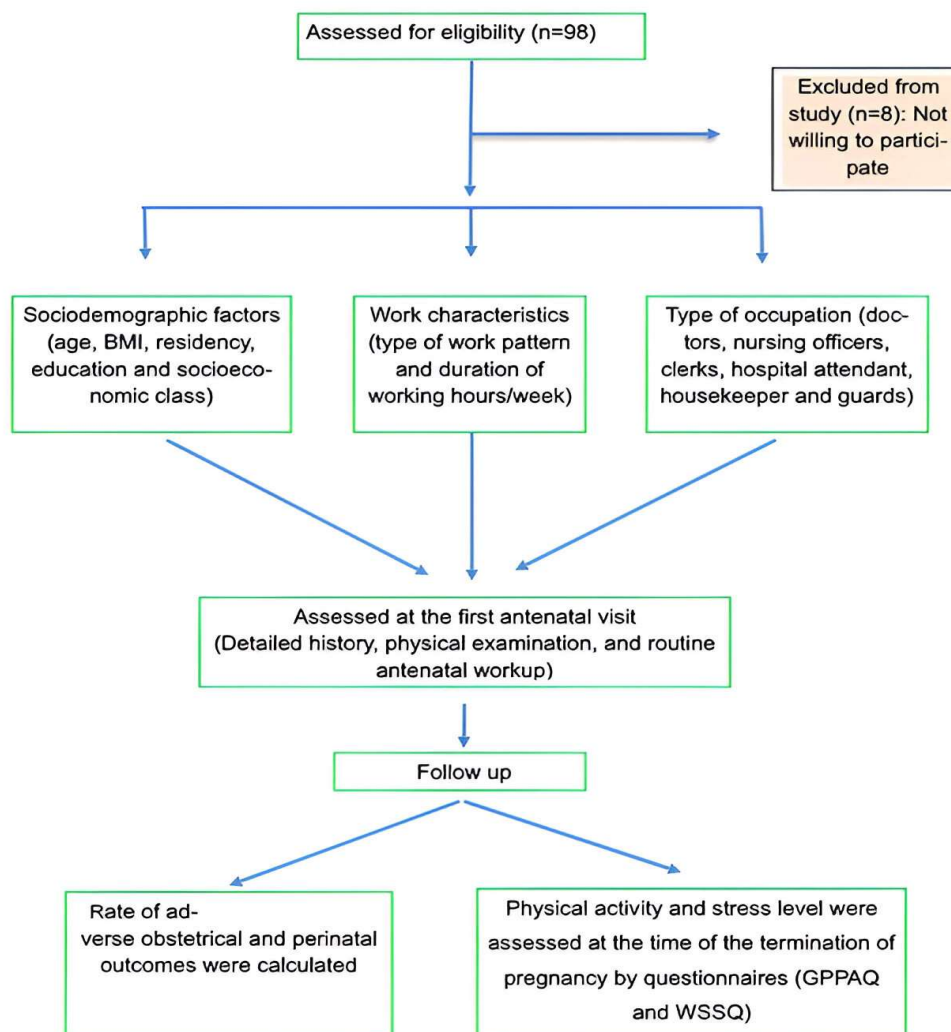 Assessed for eligibility (n=98)
Excluded from
study (n=8): Not
willing to partici-
pate
Sociodemographic factors
(age, BMI, residency,
education and socioeco-
nomic class)
Work characteristics
(type of work pattern
and duration of
working hours/week)
Type of occupation (doc-
tors, nursing officers,
clerks, hospital attendant,
housekeeper and guards)
Assessed at the first antenatal visit
(Detailed history, physical examination, and routine
antenatal workup)
Follow up
Rate of ad-
verse obstetrical and perinatal
outcomes were calculated
Physical activity and stress level were
assessed at the time of the termination of
pregnancy by questionnaires (GPPAQ
and WSSQ)